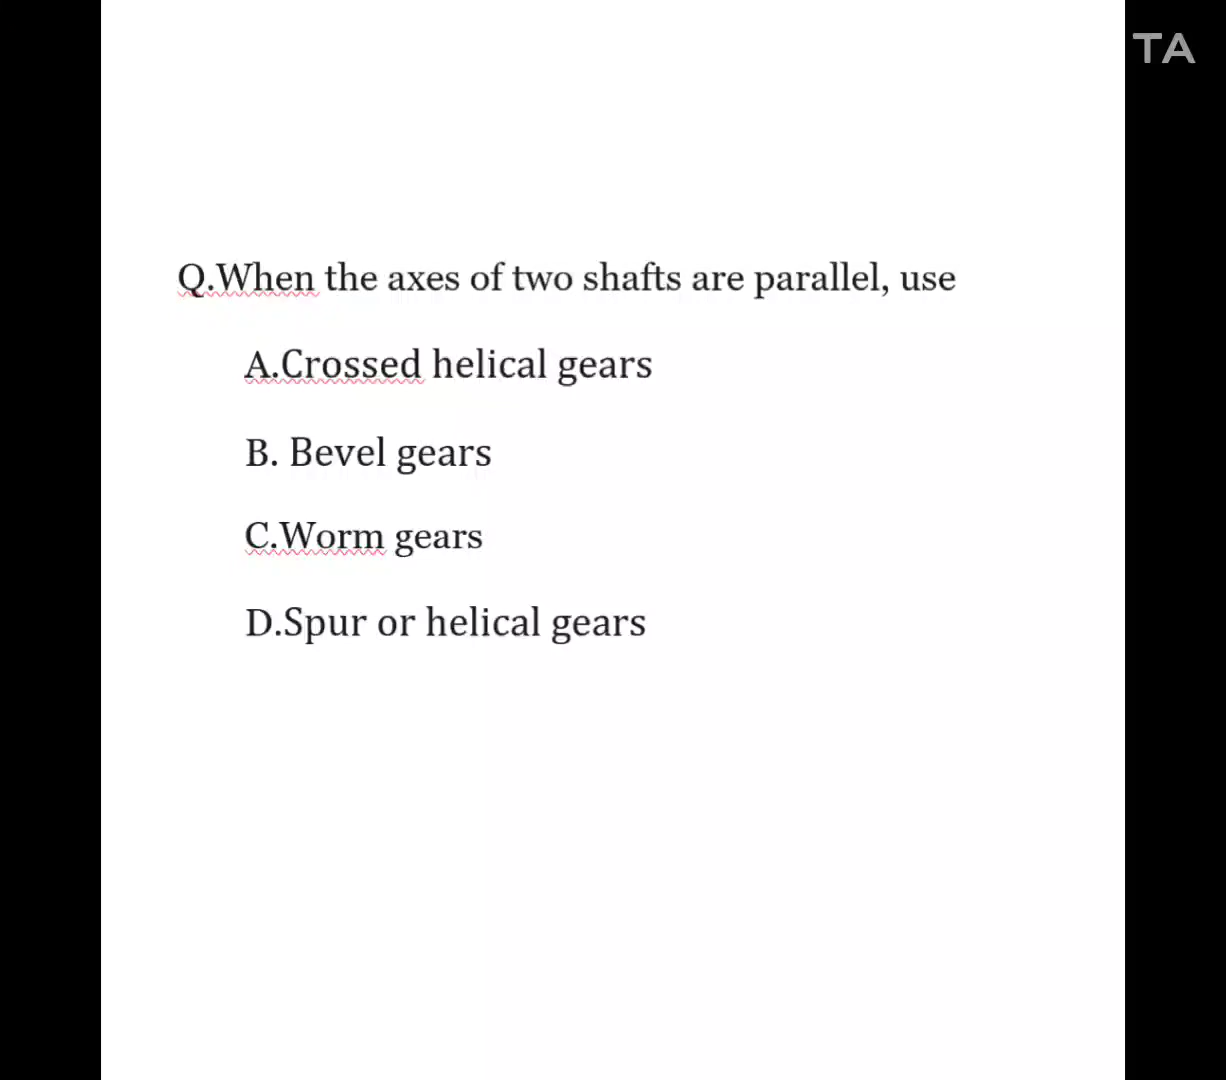 TA
Q.When the axes of two shafts are parallel, use
A.Crossed helical gears
B. Bevel gears
C.Worm gears
D.Spur or helical gears